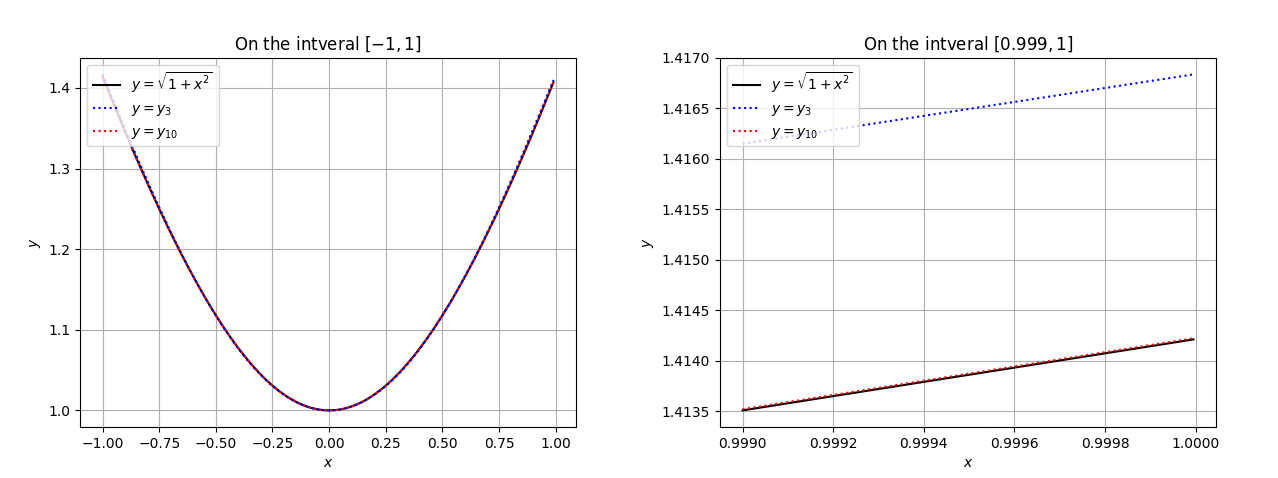 On the intveral [−1, 1]
y = √1 + x²
y = y₃
y = y₁₀
1.4
1.3
1.2
1.1
1.0
y
−1.00 −0.75 −0.50 −0.25 0.00 0.25 0.50 0.75 1.00
x
On the intveral [0.999, 1]
y = √1 + x²
y = y₃
y = y₁₀
1.4170
1.4165
1.4160
1.4155
1.4150
1.4145
1.4140
1.4135
y
0.9990 0.9992 0.9994 0.9996 0.9998 1.0000
x